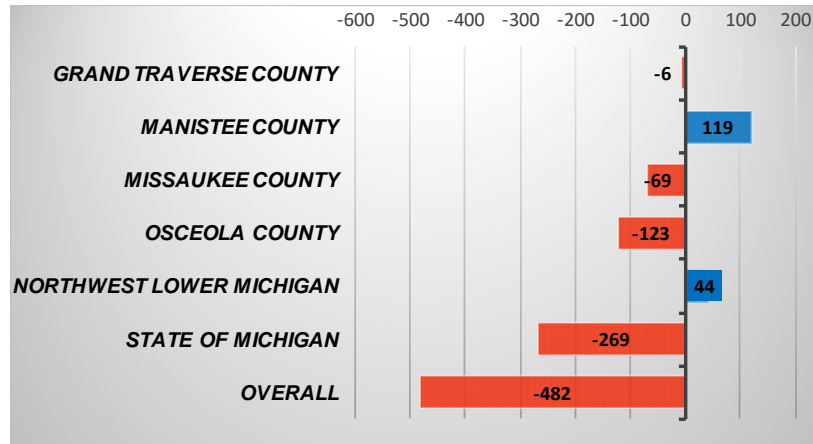 -600 -500 -400 -300 -200 -100 0 100 200
GRAND TRAVERSE COUNTY -6
MANISTEE COUNTY 119
MISSAUKEE COUNTY -69
OSCEOLA COUNTY -123
NORTHWEST LOWER MICHIGAN 44
STATE OF MICHIGAN -269
OVERALL -482